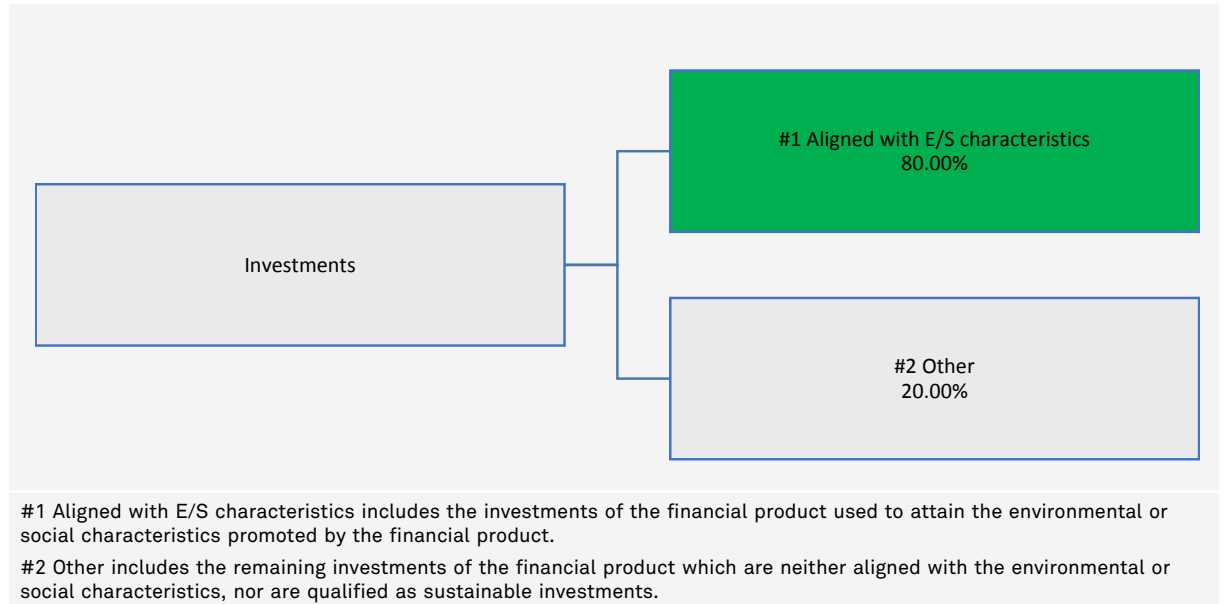 #1 Aligned with E/S characteristics
80.00%
Investments
#2 Other
20.00%
#1 Aligned with E/S characteristics includes the investments of the financial product used to attain the environmental or
social characteristics promoted by the financial product.
#2 Other includes the remaining investments of the financial product which are neither aligned with the environmental or
social characteristics, nor are qualified as sustainable investments.